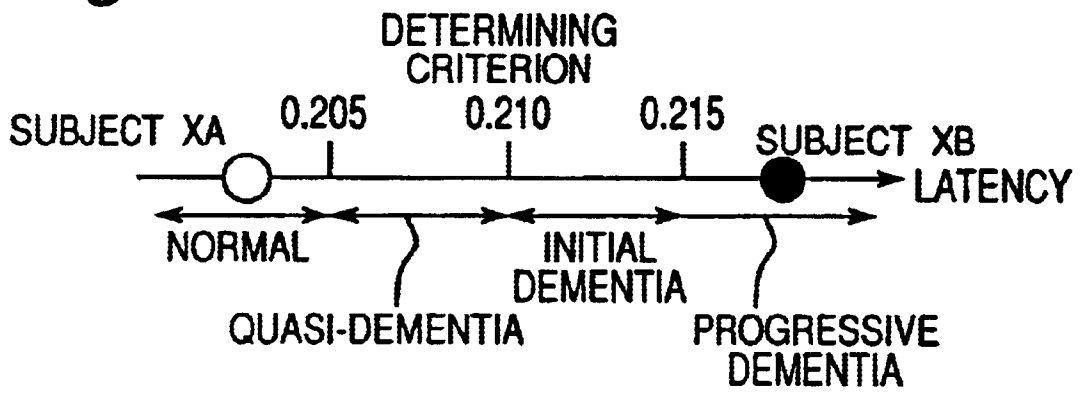 DETERMINING
CRITERION
SUBJECT XA
0.205
0.210
0.215
SUBJECT XB
LATENCY
NORMAL
INITIAL
DEMENTIA
QUASI-DEMENTIA
PROGRESSIVE
DEMENTIA